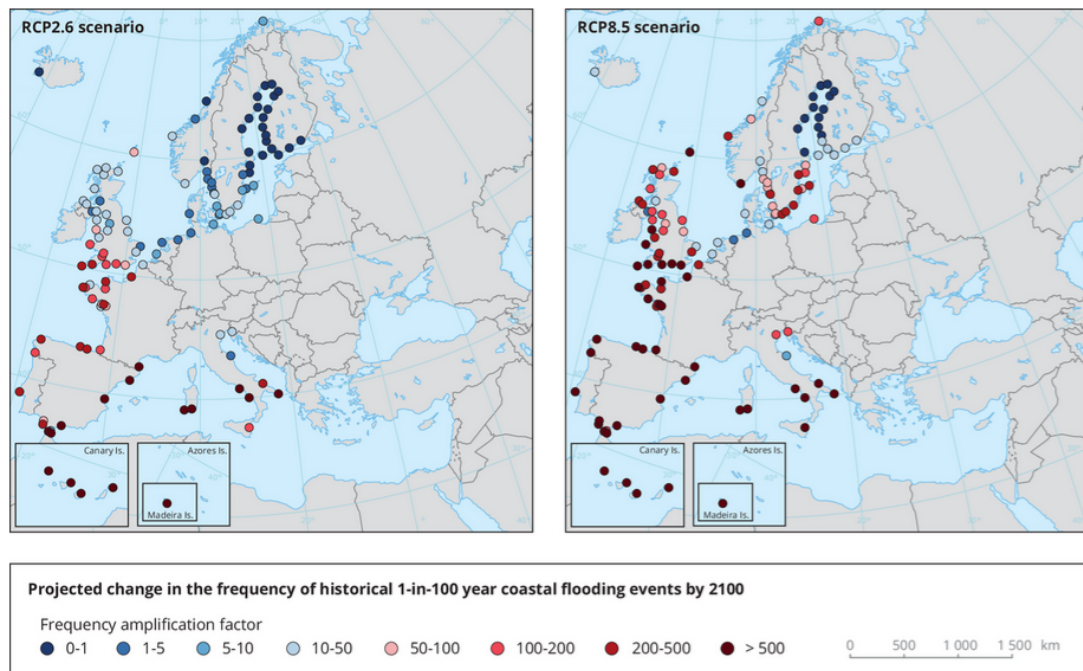 RCP2.6 scenario
RCP8.5 scenario
Canary Is.
Azores Is.
Madeira Is.
Canary Is.
Azores Is.
Madeira Is.
Projected change in the frequency of historical 1-in-100 year coastal flooding events by 2100
Frequency amplification factor
0-1 1-5 5-10 10-50 50-100 100-200 200-500 > 500
0 500 1 000 1 500 km